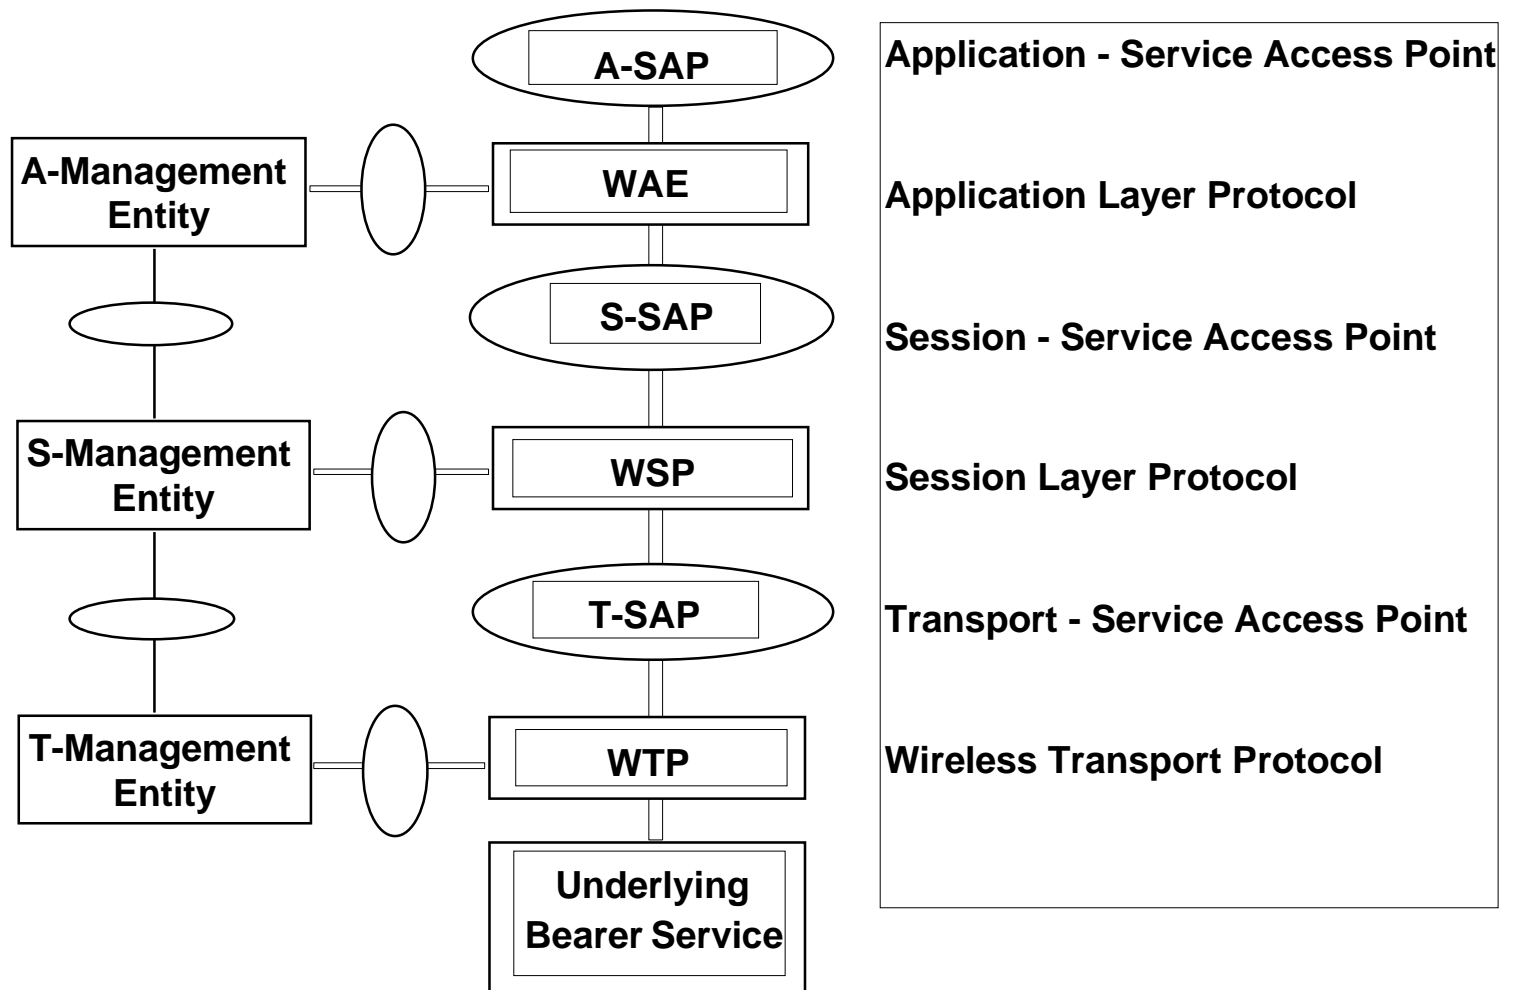 A-SAP
Application - Service Access Point
A-Management
Entity
WAE
Application Layer Protocol
S-SAP
Session - Service Access Point
S-Management
Entity
WSP
Session Layer Protocol
T-SAP
Transport - Service Access Point
T-Management
Entity
WTP
Wireless Transport Protocol
Underlying
Bearer Service